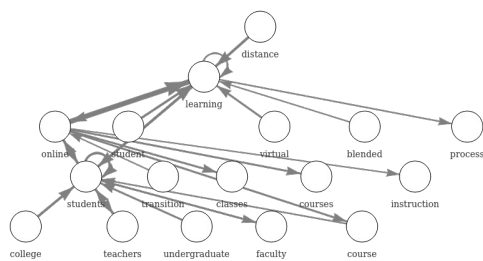 distance
learning
online student virtual blended process
students transition classes courses instruction
college teachers undergraduate faculty course